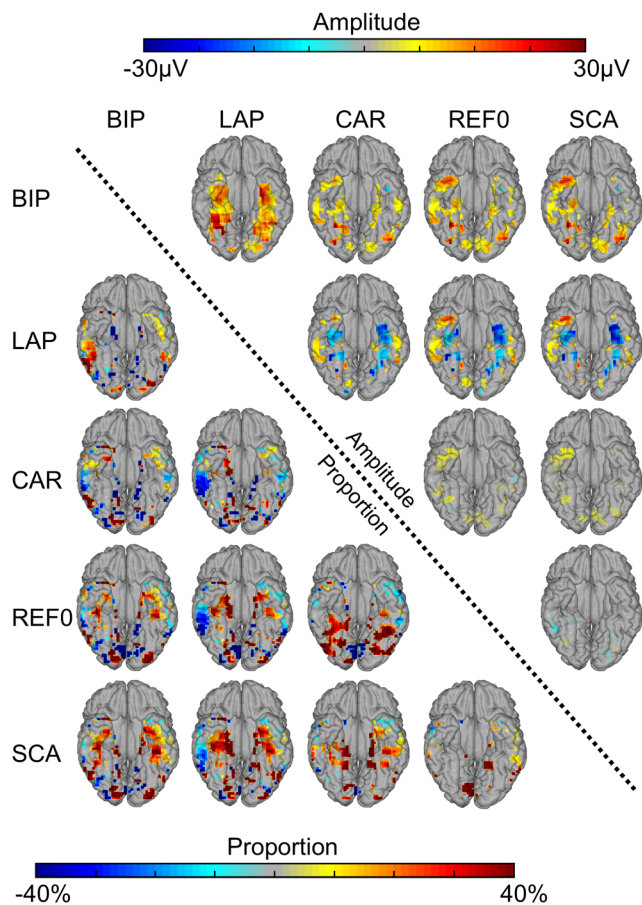 Amplitude
-30μV 30μV
BIP LAP CAR REF0 SCA
BIP
LAP
CAR
Amplitude
Proportion
REF0
SCA
Proportion
-40% 40%